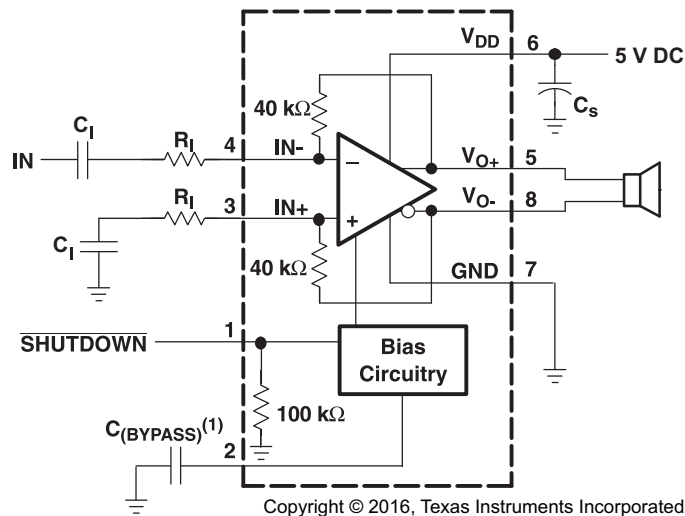 V_DD 6
5 V DC
40 kΩ
C_s
C_I
R_I
4 IN-
IN
−
V_O+ 5
V_O- 8
R_I
3 IN+
+
C_I
40 kΩ
GND 7
1
SHUTDOWN
Bias
Circuitry
100 kΩ
C_(BYPASS)^(1)
2
Copyright © 2016, Texas Instruments Incorporated